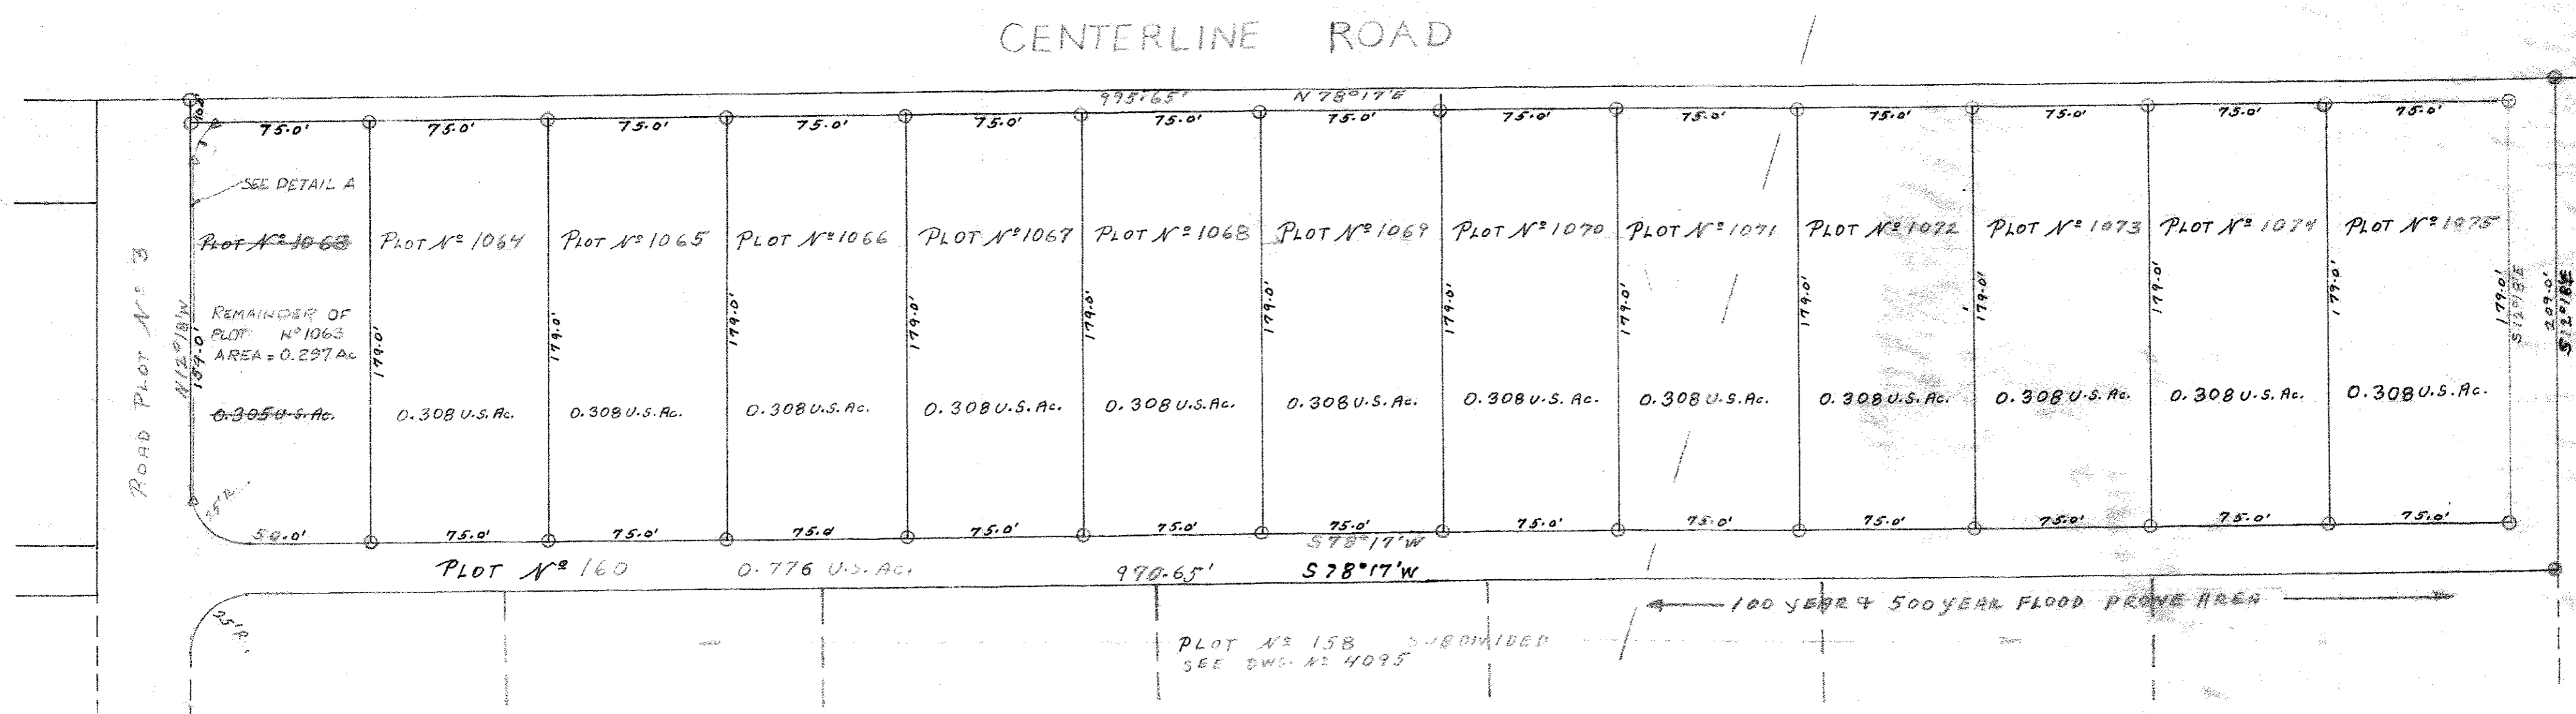 CENTERLINE ROAD
995.65' N 78°17'E
75.0' 75.0' 75.0' 75.0' 75.0' 75.0' 75.0' 75.0' 75.0' 75.0' 75.0' 75.0' 75.0'
SEE DETAIL A
PLOT Nº 1063 PLOT Nº 1064 PLOT Nº 1065 PLOT Nº 1066 PLOT Nº 1067 PLOT Nº 1068 PLOT Nº 1069 PLOT Nº 1070 PLOT Nº 1071 PLOT Nº 1072 PLOT Nº 1073 PLOT Nº 1074 PLOT Nº 1075
ROAD PLOT Nº 3
N12°18'W
154.0'
REMAINDER OF
PLOT Nº 1063
AREA = 0.297 Ac
179.0' 179.0' 179.0' 179.0' 179.0' 179.0' 179.0' 179.0' 179.0' 179.0' 179.0' 179.0' 179.0'
S12°18'E
209.0'
S12°18'E
0.305 U.S. Ac. 0.308 U.S. Ac. 0.308 U.S. Ac. 0.308 U.S. Ac. 0.308 U.S. Ac. 0.308 U.S. Ac. 0.308 U.S. Ac. 0.308 U.S. Ac. 0.308 U.S. Ac. 0.308 U.S. Ac. 0.308 U.S. Ac. 0.308 U.S. Ac. 0.308 U.S. Ac.
25'R.
50.0' 75.0' 75.0' 75.0 75.0' 75.0' 75.0' 75.0' 75.0' 75.0' 75.0' 75.0' 75.0'
S78°17'W
PLOT Nº 160 0.776 U.S. Ac. 970.65' S78°17'W
100 YEAR & 500 YEAR FLOOD PRONE AREA
25'R.
PLOT Nº 158 SUBDIVIDED
SEE DWG. Nº 4095